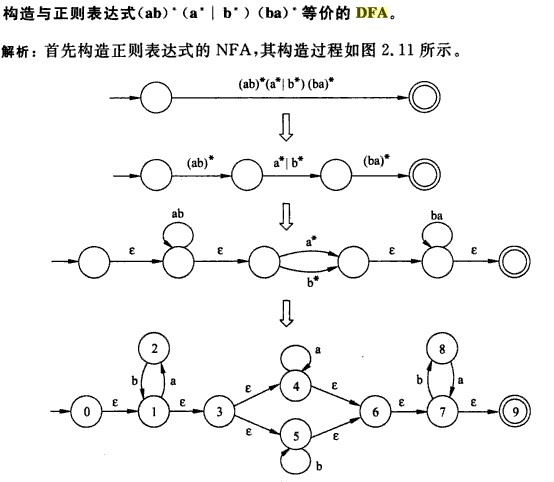 构造与正则表达式(ab)*(a*|b*)(ba)*等价的DFA。
解析：首先构造正则表达式的NFA,其构造过程如图2.11所示。
(ab)*(a*|b*)(ba)*
(ab)* a*|b* (ba)*
ab ba
ε ε a* ε ε
b*
2 8
b a ε 4 a ε b a
0 ε 1 ε 3 6 ε 7 ε 9
ε 5 ε
b